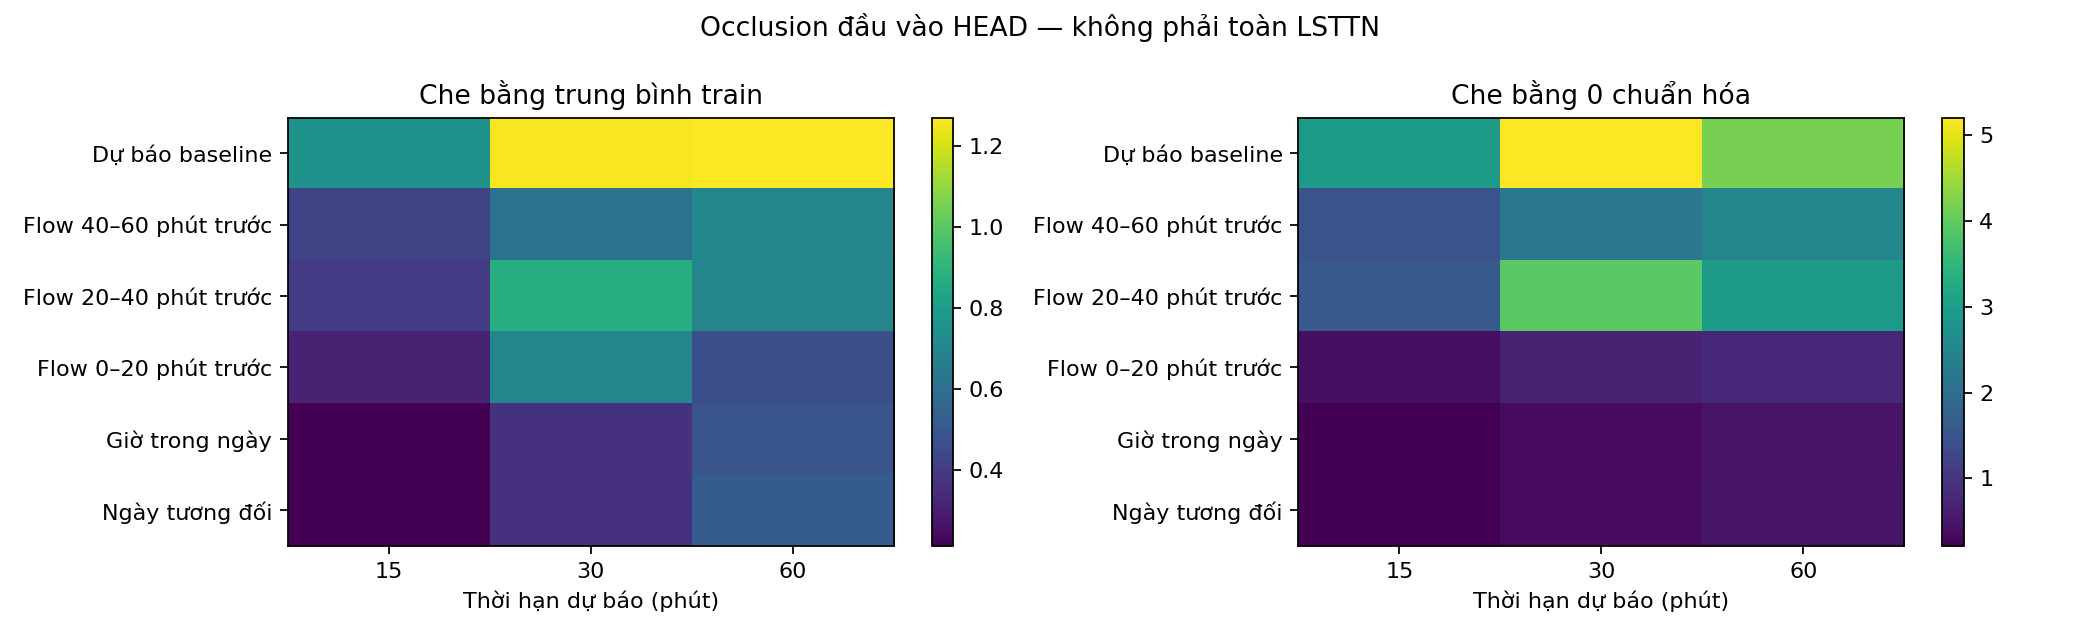 Occlusion đầu vào HEAD — không phải toàn LSTTN
Che bằng trung bình train
Dự báo baseline
Flow 40–60 phút trước
Flow 20–40 phút trước
Flow 0–20 phút trước
Giờ trong ngày
Ngày tương đối
15 30 60
Thời hạn dự báo (phút)
1.2
1.0
0.8
0.6
0.4
Che bằng 0 chuẩn hóa
Dự báo baseline
Flow 40–60 phút trước
Flow 20–40 phút trước
Flow 0–20 phút trước
Giờ trong ngày
Ngày tương đối
15 30 60
Thời hạn dự báo (phút)
5
4
3
2
1